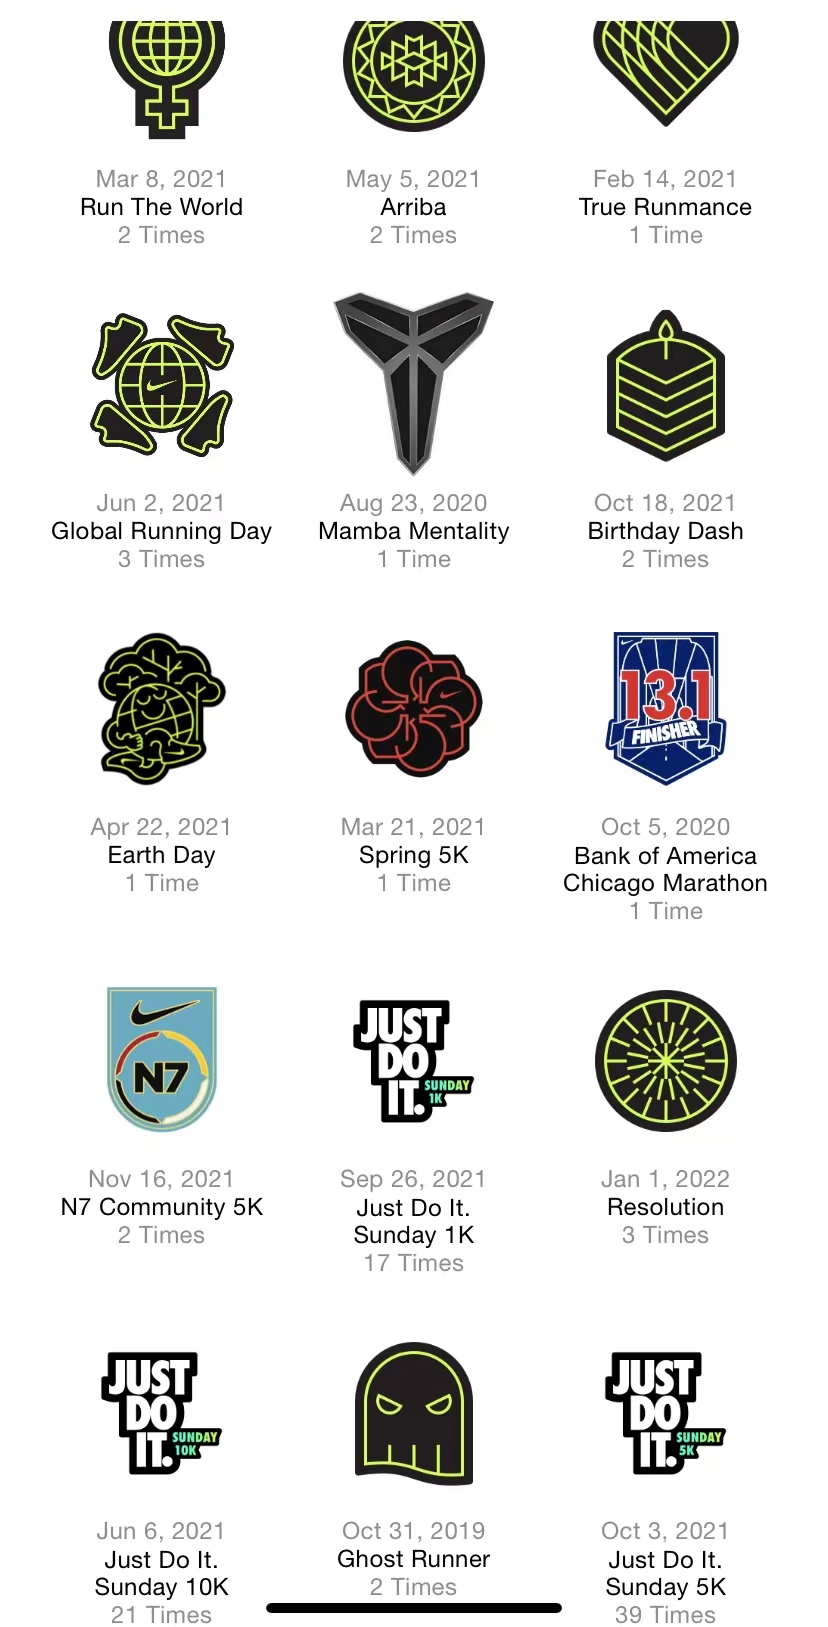 Mar 8, 2021
Run The World
2 Times
May 5, 2021
Arriba
2 Times
Feb 14, 2021
True Runmance
1 Time
Jun 2, 2021
Global Running Day
3 Times
Aug 23, 2020
Mamba Mentality
1 Time
Oct 18, 2021
Birthday Dash
2 Times
Apr 22, 2021
Earth Day
1 Time
Mar 21, 2021
Spring 5K
1 Time
13.1
FINISHER
Oct 5, 2020
Bank of America
Chicago Marathon
1 Time
N7
Nov 16, 2021
N7 Community 5K
2 Times
JUST
DO
IT.
SUNDAY
1K
Sep 26, 2021
Just Do It.
Sunday 1K
17 Times
Jan 1, 2022
Resolution
3 Times
JUST
DO
IT.
SUNDAY
10K
Jun 6, 2021
Just Do It.
Sunday 10K
21 Times
Oct 31, 2019
Ghost Runner
2 Times
JUST
DO
IT.
SUNDAY
5K
Oct 3, 2021
Just Do It.
Sunday 5K
39 Times